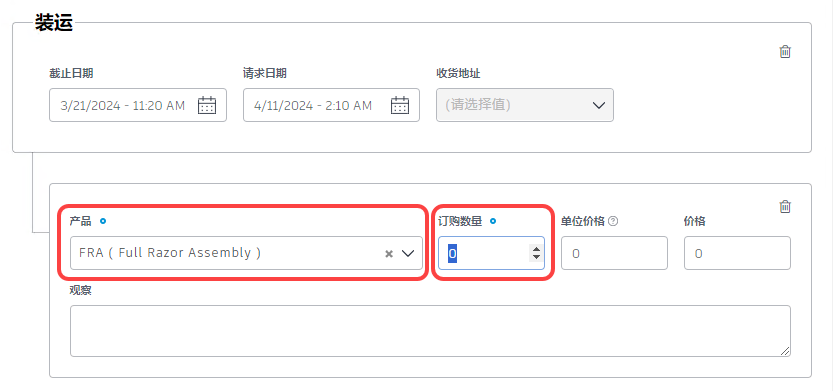 装运
截止日期 请求日期 收货地址
3/21/2024 - 11:20 AM 4/11/2024 - 2:10 AM (请选择值)
产品 订购数量 单位价格 ? 价格
FRA ( Full Razor Assembly ) 0 0 0
观察